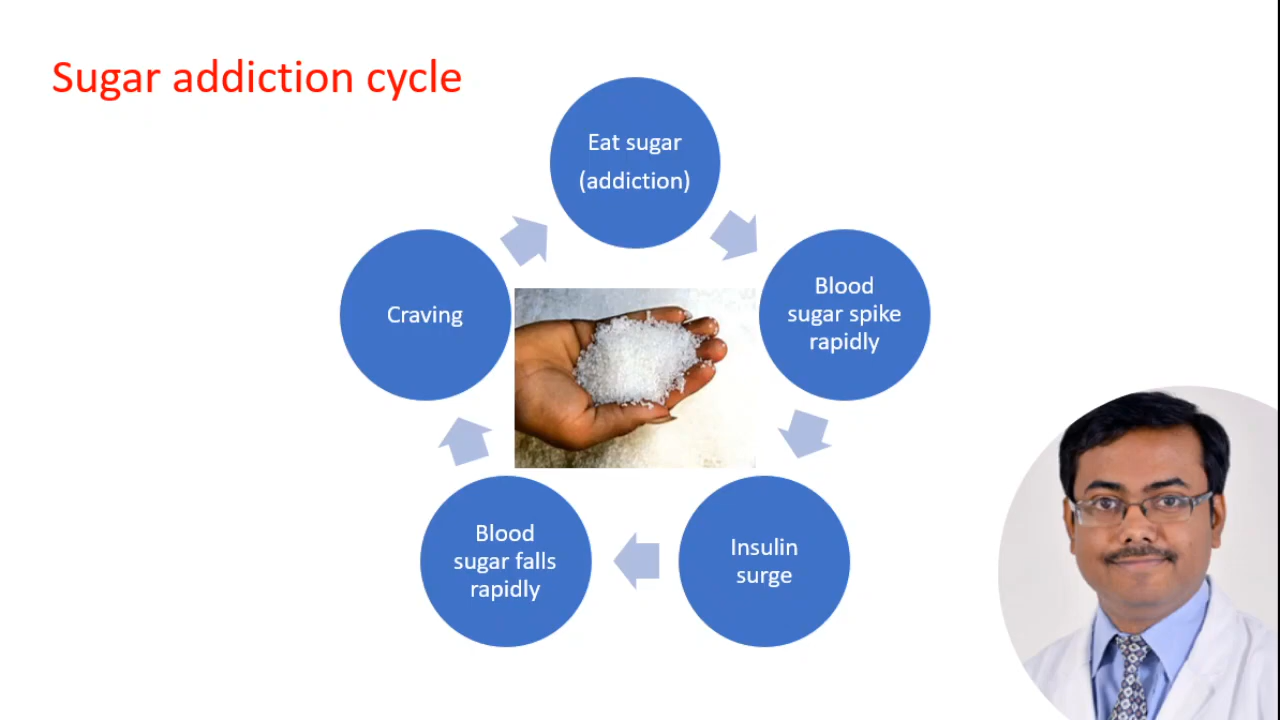 Sugar addiction cycle
Eat sugar
(addiction)
Blood
sugar spike
rapidly
Insulin
surge
Blood
sugar falls
rapidly
Craving